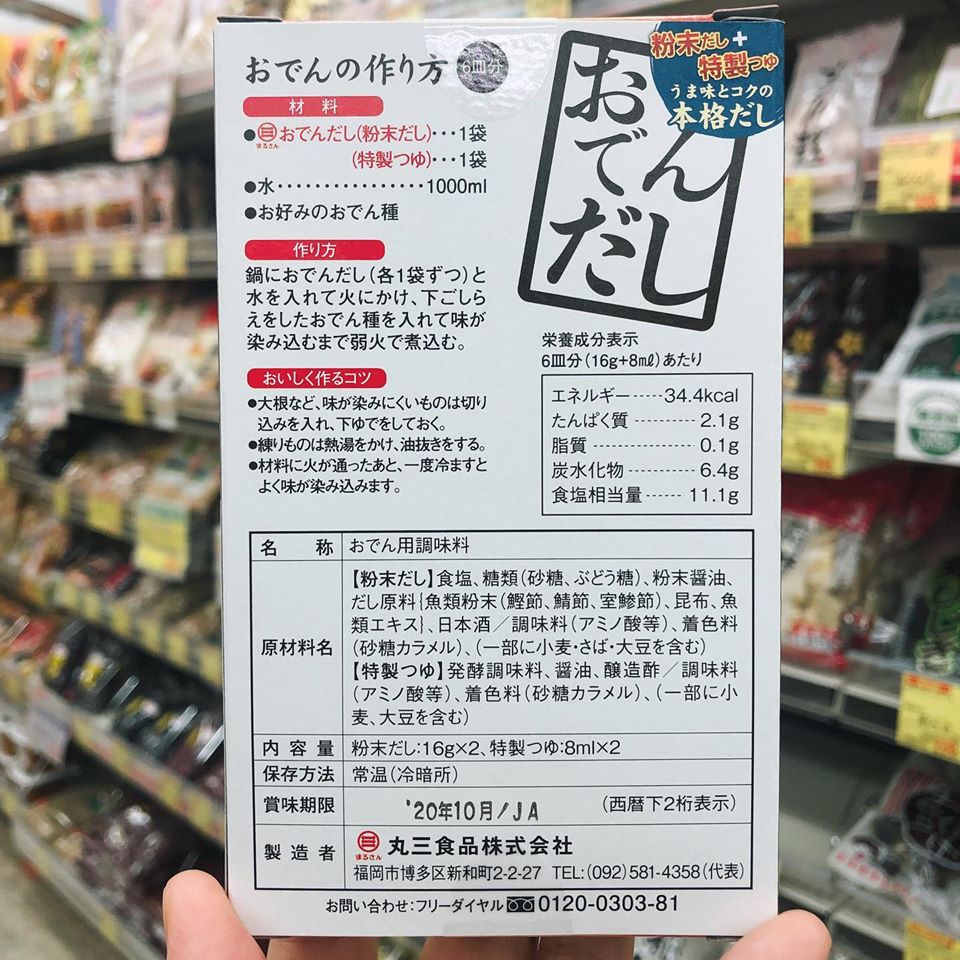 おでんの作り方 6皿分
材料
●まるさんおでんだし(粉末だし)・・・1袋
(特製つゆ)・・・1袋
●水・・・・・・・・・・・・・・・・1000ml
●お好みのおでん種
作り方
鍋におでんだし(各1袋ずつ)と
水を入れて火にかけ、下ごしら
えをしたおでん種を入れて味が
染み込むまで弱火で煮込む。
おいしく作るコツ
●大根など、味が染みにくいものは切り
込みを入れ、下ゆでをしておく。
●練りものは熱湯をかけ、油抜きをする。
●材料に火が通ったあと、一度冷ますと
よく味が染み込みます。
粉末だし+
特製つゆ
うま味とコクの
本格だし
おでん
だし
栄養成分表示
6皿分(16g+8mℓ)あたり
エネルギー-----34.4kcal
たんぱく質 ---------- 2.1g
脂質 --------------- 0.1g
炭水化物 ----------- 6.4g
食塩相当量 ------ 11.1g
名称 おでん用調味料
原材料名 【粉末だし】食塩、糖類(砂糖、ぶどう糖)、粉末醤油、
だし原料{魚類粉末(鰹節、鯖節、室鯵節)、昆布、魚
類エキス}、日本酒/調味料(アミノ酸等)、着色料
(砂糖カラメル)、(一部に小麦・さば・大豆を含む)
【特製つゆ】発酵調味料、醤油、醸造酢/調味料
(アミノ酸等)、着色料(砂糖カラメル)、(一部に小
麦、大豆を含む)
内容量 粉末だし:16g×2、特製つゆ:8ml×2
保存方法 常温(冷暗所)
賞味期限 '20年10月/JA (西暦下2桁表示)
製造者 まるさん 丸三食品株式会社
福岡市博多区新和町2-2-27 TEL:(092)581-4358(代表)
お問い合わせ:フリーダイヤル 0120-0303-81